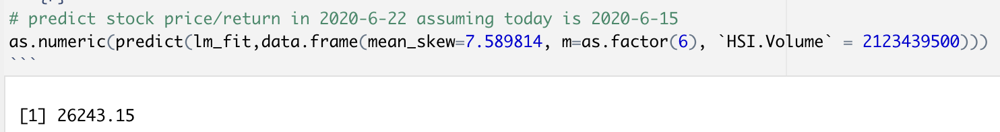 # predict stock price/return in 2020-6-22 assuming today is 2020-6-15
as.numeric(predict(lm_fit,data.frame(mean_skew=7.589814, m=as.factor(6), `HSI.Volume` = 2123439500)))
```
[1] 26243.15